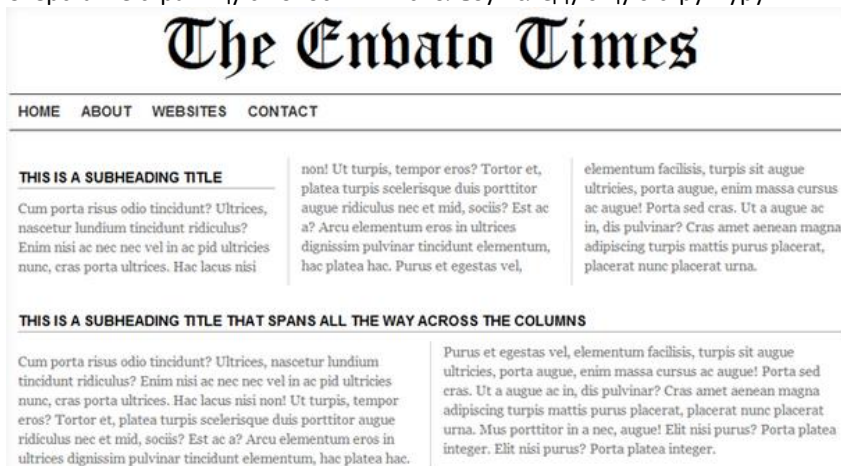 The Envato Times
HOME ABOUT WEBSITES CONTACT
THIS IS A SUBHEADING TITLE
Cum porta risus odio tincidunt? Ultrices,
nascetur lundium tincidunt ridiculus?
Enim nisi ac nec nec vel in ac pid ultricies
nunc, cras porta ultrices. Hac lacus nisi
non! Ut turpis, tempor eros? Tortor et,
platea turpis scelerisque duis porttitor
augue ridiculus nec et mid, sociis? Est ac
a? Arcu elementum eros in ultrices
dignissim pulvinar tincidunt elementum,
hac platea hac. Purus et egestas vel,
elementum facilisis, turpis sit augue
ultricies, porta augue, enim massa cursus
ac augue! Porta sed cras. Ut a augue ac
in, dis pulvinar? Cras amet aenean magna
adipiscing turpis mattis purus placerat,
placerat nunc placerat urna.
THIS IS A SUBHEADING TITLE THAT SPANS ALL THE WAY ACROSS THE COLUMNS
Cum porta risus odio tincidunt? Ultrices, nascetur lundium
tincidunt ridiculus? Enim nisi ac nec nec vel in ac pid ultricies
nunc, cras porta ultrices. Hac lacus nisi non! Ut turpis, tempor
eros? Tortor et, platea turpis scelerisque duis porttitor augue
ridiculus nec et mid, sociis? Est ac a? Arcu elementum eros in
ultrices dignissim pulvinar tincidunt elementum, hac platea hac.
Purus et egestas vel, elementum facilisis, turpis sit augue
ultricies, porta augue, enim massa cursus ac augue! Porta sed
cras. Ut a augue ac in, dis pulvinar? Cras amet aenean magna
adipiscing turpis mattis purus placerat, placerat nunc placerat
urna. Mus porttitor in a nec, augue! Elit nisi purus? Porta platea
integer. Elit nisi purus? Porta platea integer.